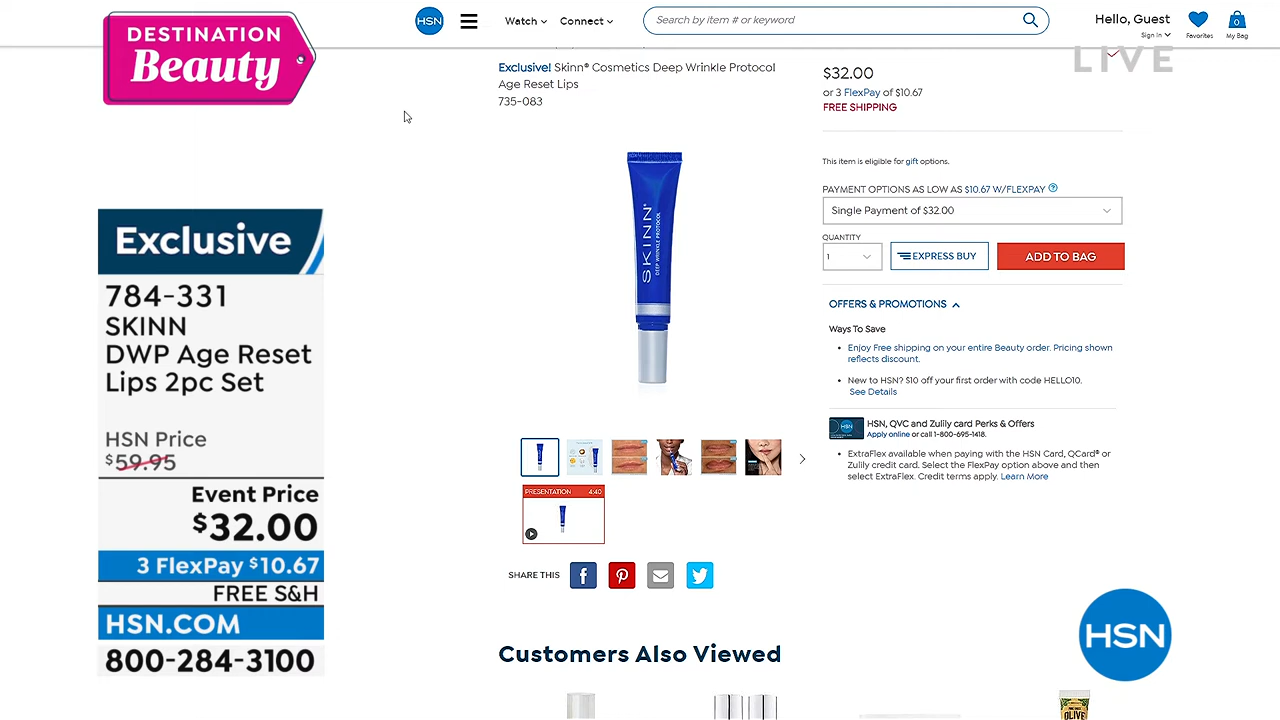 DESTINATION
Beauty
HSN
Watch
Connect
Search by item # or keyword
Hello, Guest
Sign In
Favorites
0
My Bag
LIVE
Exclusive! Skinn® Cosmetics Deep Wrinkle Protocol
Age Reset Lips
735-083
$32.00
or 3 FlexPay of $10.67
FREE SHIPPING
This item is eligible for gift options.
PAYMENT OPTIONS AS LOW AS $10.67 W/FLEXPAY ?
Single Payment of $32.00
QUANTITY
1
EXPRESS BUY
ADD TO BAG
OFFERS & PROMOTIONS
Ways To Save
• Enjoy Free shipping on your entire Beauty order. Pricing shown
reflects discount.
• New to HSN? $10 off your first order with code HELLO10.
See Details
HSN
HSN, QVC and Zulily card Perks & Offers
Apply online or call 1-800-695-1418.
• ExtraFlex available when paying with the HSN Card, QCard® or
Zulily credit card. Select the FlexPay option above and then
select ExtraFlex. Credit terms apply. Learn More
SKINN®
DEEP WRINKLE PROTOCOL
PRESENTATION 4:40
SHARE THIS
Customers Also Viewed
OLIVE
Exclusive
784-331
SKINN
DWP Age Reset
Lips 2pc Set
HSN Price
$59.95
Event Price
$32.00
3 FlexPay $10.67
FREE S&H
HSN.COM
800-284-3100
HSN